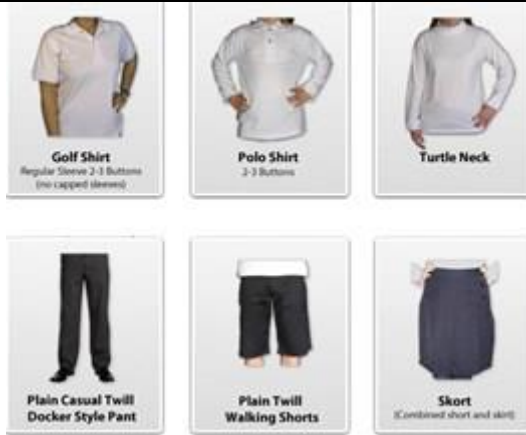 Golf Shirt
Regular Sleeve 2-3 Buttons
(no capped sleeves)
Polo Shirt
2-3 Buttons
Turtle Neck
Plain Casual Twill
Docker Style Pant
Plain Twill
Walking Shorts
Skort
(Combined short and skirt)